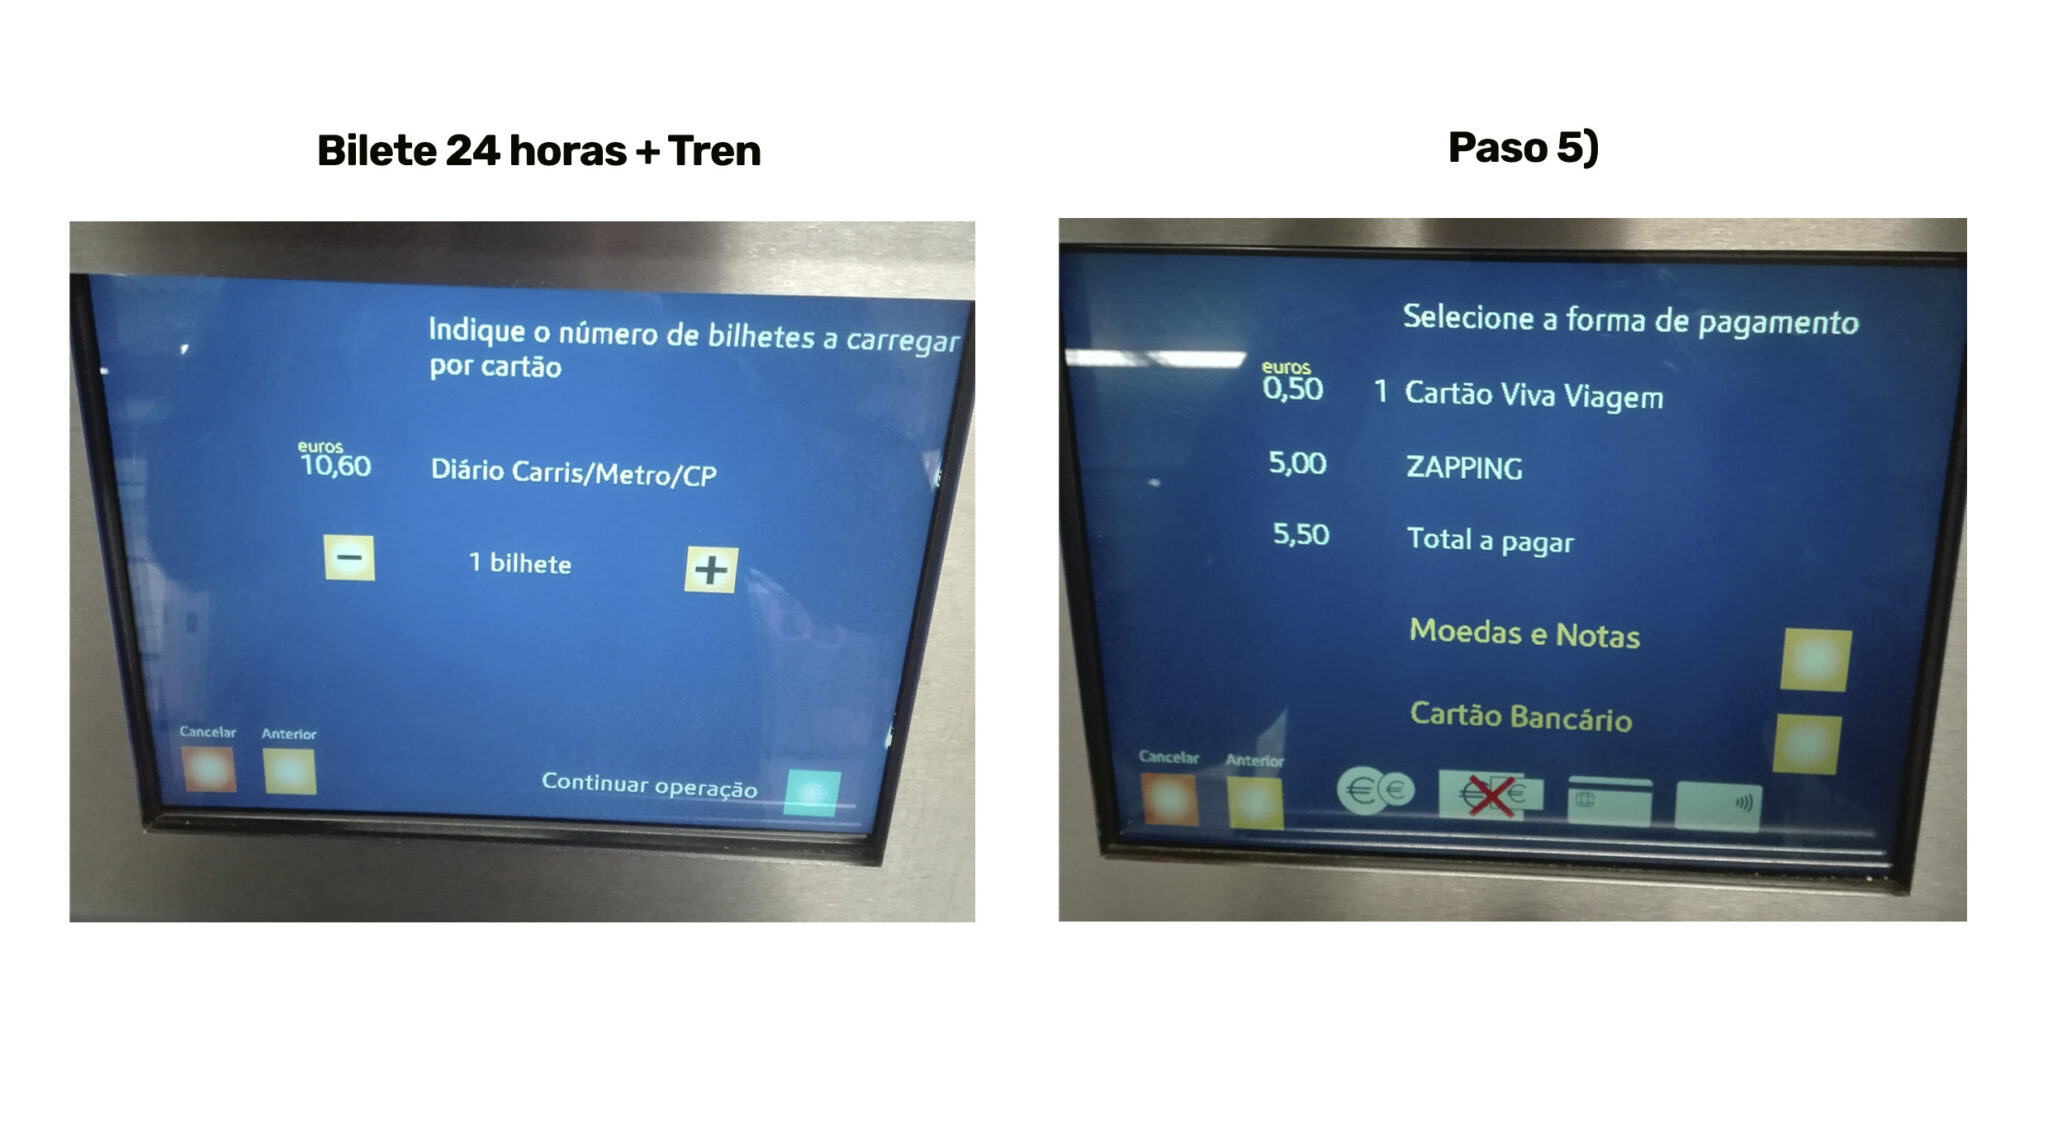 Bilete 24 horas + Tren
Indique o número de bilhetes a carregar
por cartão
euros
10,60 Diário Carris/Metro/CP
- 1 bilhete +
Cancelar Anterior
Continuar operação
Paso 5)
Selecione a forma de pagamento
euros
0,50 1 Cartão Viva Viagem
5,00 ZAPPING
5,50 Total a pagar
Moedas e Notas
Cartão Bancário
Cancelar Anterior
€ € € €